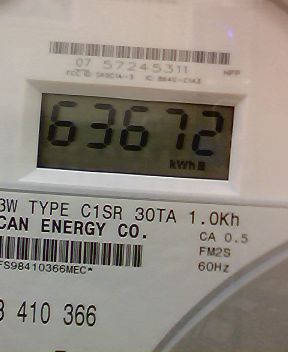 07 57245311
63672
kWh
3W TYPE C1SR 30TA 1.0Kh
CAN ENERGY CO.
CA 0.5
FM2S
60Hz
FS98410366MEC*
8 410 366